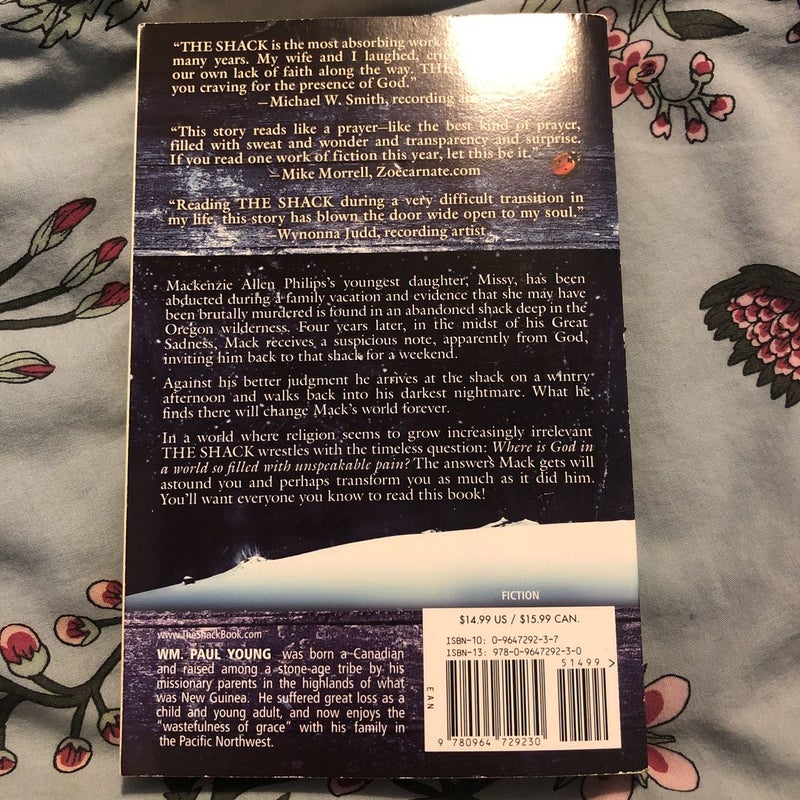 “THE SHACK is the most absorbing work
many years. My wife and I laughed,
our own lack of faith along the way.
you craving for the presence of God.”
—Michael W. Smith, recording
“This story reads like a prayer—like the best kind of prayer,
filled with sweat and wonder and transparency and surprise.
If you read one work of fiction this year, let this be it.”
—Mike Morrell, Zoecarnate.com
“Reading THE SHACK during a very difficult transition in
my life, this story has blown the door wide open to my soul.”
—Wynonna Judd, recording artist
Mackenzie Allen Philips's youngest daughter, Missy, has been
abducted during a family vacation and evidence that she may have
been brutally murdered is found in an abandoned shack deep in the
Oregon wilderness. Four years later, in the midst of his Great
Sadness, Mack receives a suspicious note, apparently from God,
inviting him back to that shack for a weekend.
Against his better judgment he arrives at the shack on a wintry
afternoon and walks back into his darkest nightmare. What he
finds there will change Mack's world forever.
In a world where religion seems to grow increasingly irrelevant
THE SHACK wrestles with the timeless question: Where is God in
a world so filled with unspeakable pain? The answers Mack gets will
astound you and perhaps transform you as much as it did him.
You'll want everyone you know to read this book!
FICTION
www.TheShackBook.com
WM. PAUL YOUNG was born a Canadian
and raised among a stone-age tribe by his
missionary parents in the highlands of what
was New Guinea. He suffered great loss as a
child and young adult, and now enjoys the
"wastefulness of grace" with his family in
the Pacific Northwest.
$14.99 US / $15.99 CAN.
ISBN-10: 0-9647292-3-7
ISBN-13: 978-0-9647292-3-0
51499 >
EAN
9 780964 729230